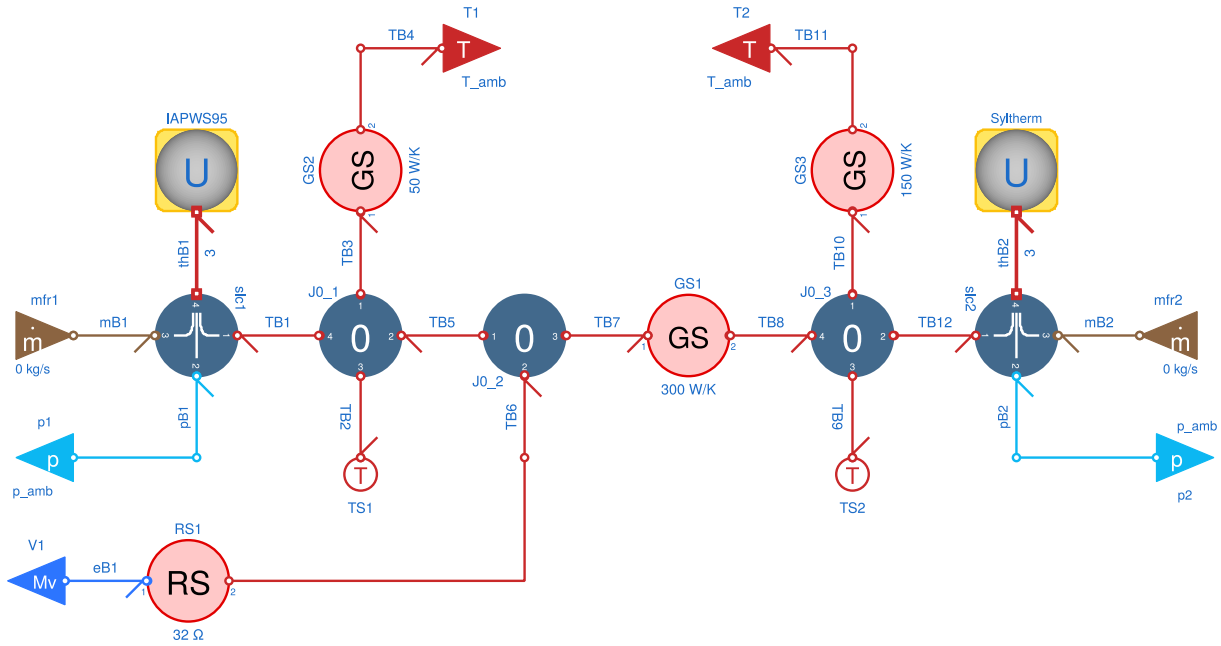 T1
T2
TB4
TB11
T
T
T_amb
T_amb
IAPWS95
Syltherm
2
2
U
GS2
GS
50 W/K
GS3
GS
150 W/K
U
1
1
thB1
3
TB3
TB10
thB2
3
GS1
mfr1
slc1
J0_1
J0_3
slc2
mfr2
4
1
1
4
ṁ
mB1
3
1
TB1
4
0
2
TB5
1
0
3
TB7
1
GS
2
TB8
4
0
2
TB12
1
3
mB2
ṁ
0 kg/s
2
3
J0_2
2
300 W/K
3
2
0 kg/s
p1
pB1
TB2
TB6
TB9
pB2
p_amb
p
T
T
p
p_amb
TS1
TS2
p2
RS1
V1
eB1
Mv
1
RS
2
32 Ω